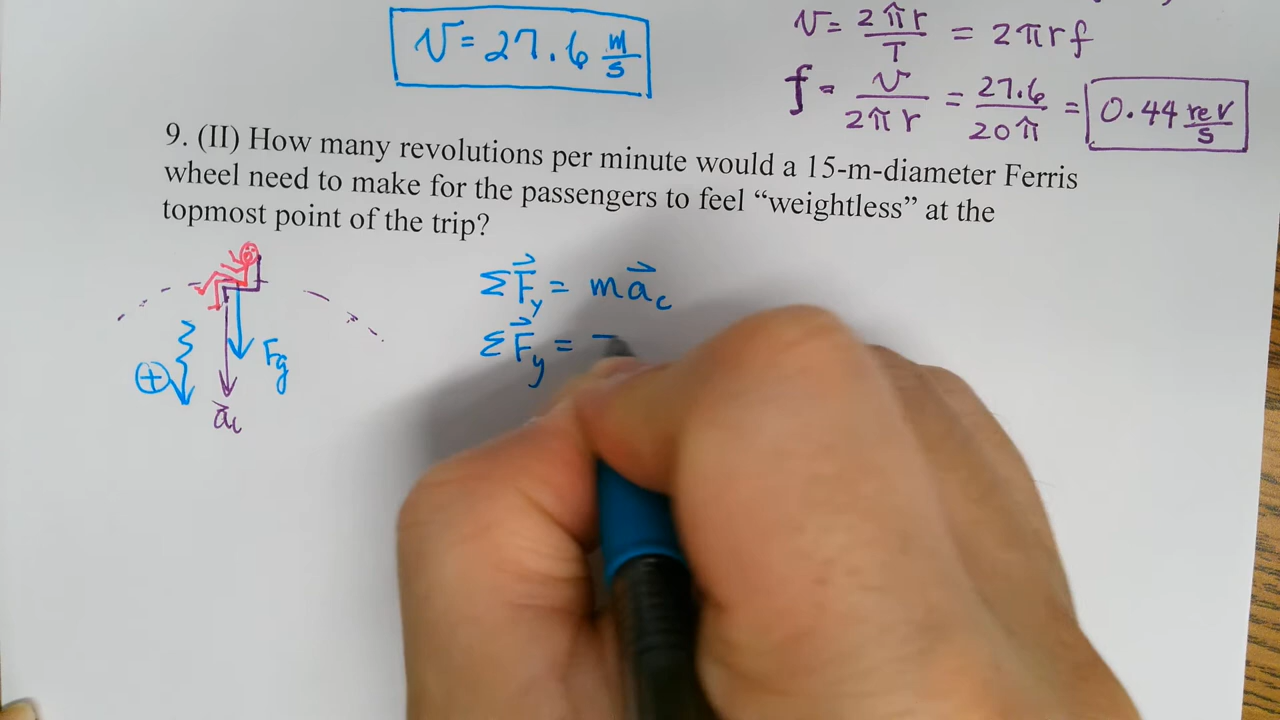 v = 27.6 m/s
v = 2πr/T = 2πrf
f = v/2πr = 27.6/20π = 0.44 rev/s
9. (II) How many revolutions per minute would a 15-m-diameter Ferris
wheel need to make for the passengers to feel “weightless” at the
topmost point of the trip?
ΣF⃗y = ma⃗c
ΣF⃗y =
+
Fg
a⃗c